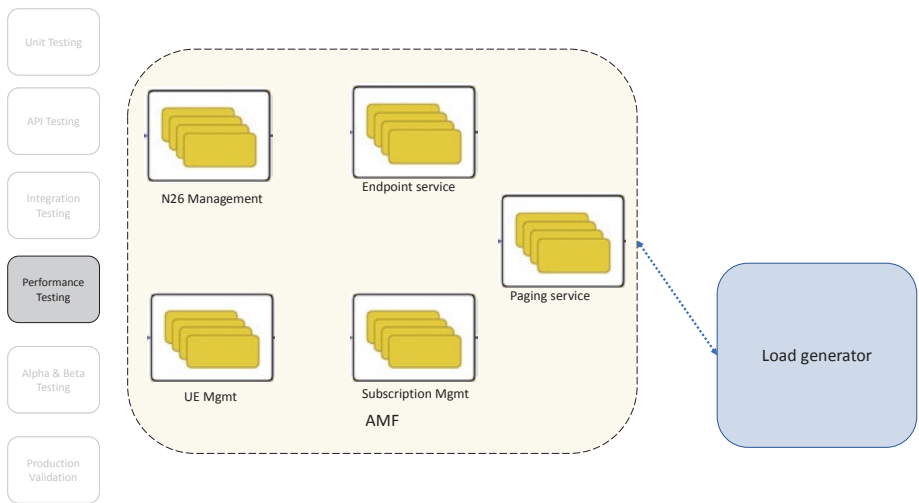 Unit Testing
API Testing
Integration
Testing
Performance
Testing
Alpha & Beta
Testing
Production
Validation
N26 Management
Endpoint service
Paging service
UE Mgmt
Subscription Mgmt
AMF
Load generator